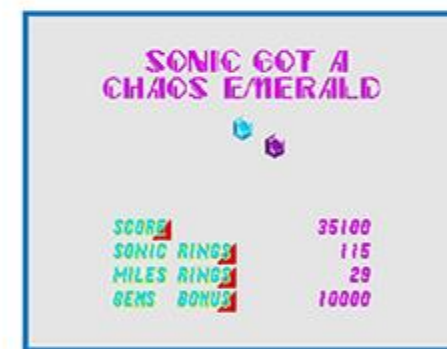 SONIC GOT A
CHAOS EMERALD
SCORE 35100
SONIC RINGS 115
MILES RINGS 29
GEMS BONUS 10000